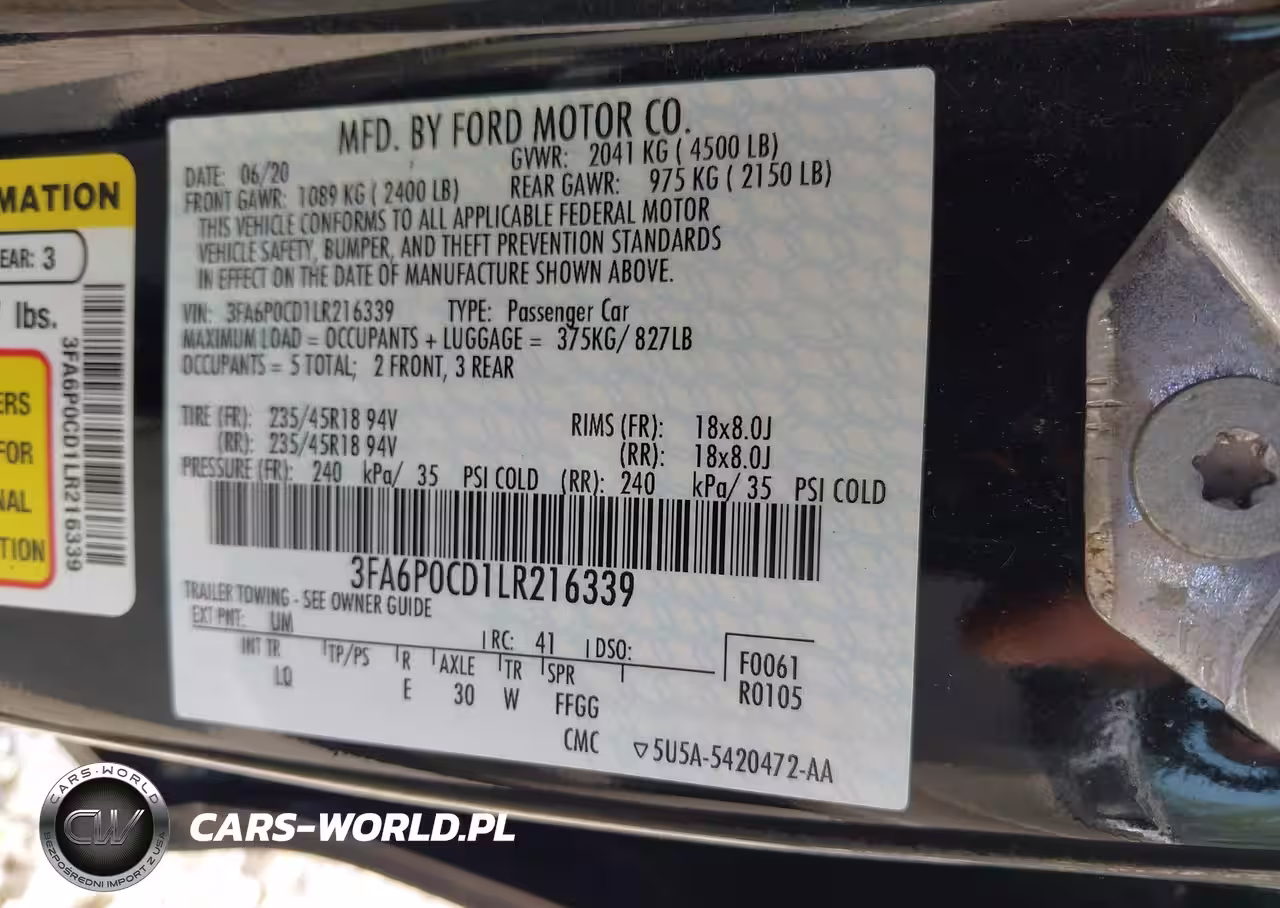 MATION
EAR: 3
lbs.
3FA6P0CD1LR216339
ERS
FOR
NAL
TION
MFD. BY FORD MOTOR CO.
DATE: 06/20 GVWR: 2041 KG ( 4500 LB)
FRONT GAWR: 1089 KG ( 2400 LB) REAR GAWR: 975 KG ( 2150 LB)
THIS VEHICLE CONFORMS TO ALL APPLICABLE FEDERAL MOTOR
VEHICLE SAFETY, BUMPER, AND THEFT PREVENTION STANDARDS
IN EFFECT ON THE DATE OF MANUFACTURE SHOWN ABOVE.
VIN: 3FA6P0CD1LR216339 TYPE: Passenger Car
MAXIMUM LOAD = OCCUPANTS + LUGGAGE = 375KG/ 827LB
OCCUPANTS = 5 TOTAL; 2 FRONT, 3 REAR
TIRE (FR): 235/45R18 94V RIMS (FR): 18x8.0J
(RR): 235/45R18 94V (RR): 18x8.0J
PRESSURE (FR): 240 kPa/ 35 PSI COLD (RR): 240 kPa/ 35 PSI COLD
3FA6P0CD1LR216339
TRAILER TOWING - SEE OWNER GUIDE
EXT PNT: UM RC: 41 DSO: F0061
INT TR TP/PS R AXLE TR SPR R0105
LQ E 30 W FFGG
CMC ▽5U5A-5420472-AA
CARS-WORLD
CW
BEZPOŚREDNI IMPORT Z USA
CARS-WORLD.PL